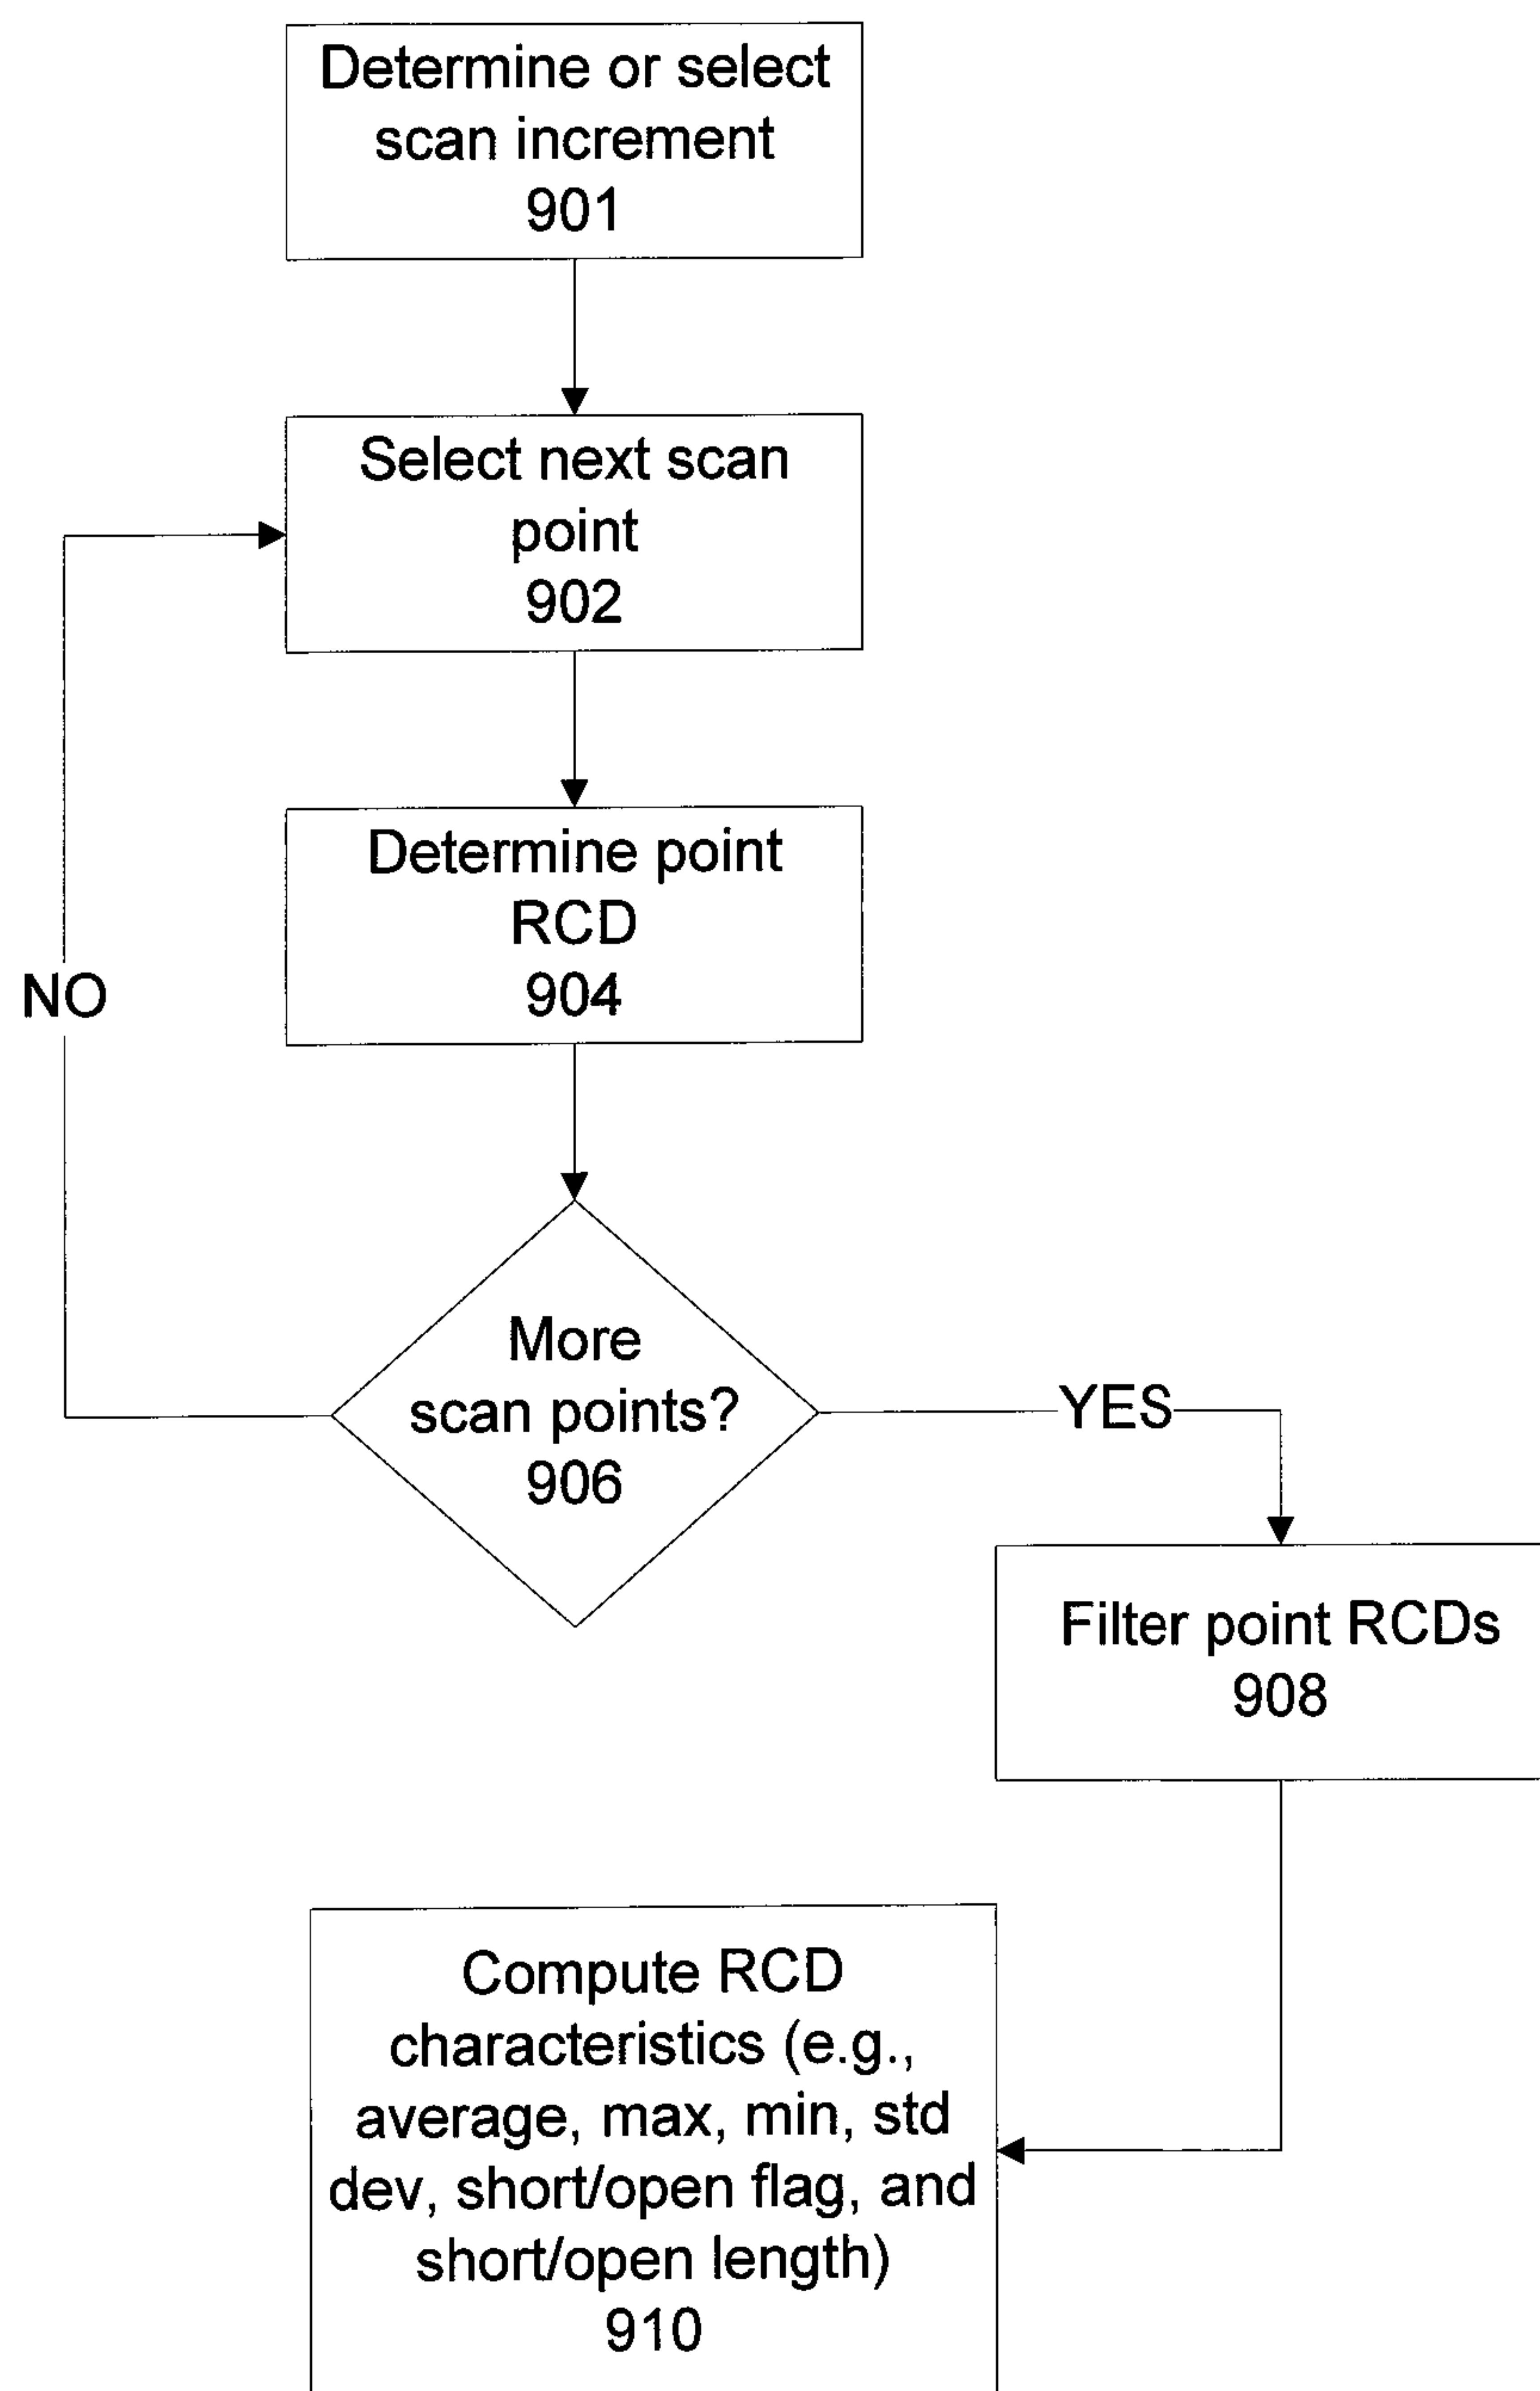 Determine or select
scan increment
901
Select next scan
point
902
Determine point
RCD
904
NO
More
scan points?
906
YES
Filter point RCDs
908
Compute RCD
characteristics (e.g.,
average, max, min, std
dev, short/open flag, and
short/open length)
910